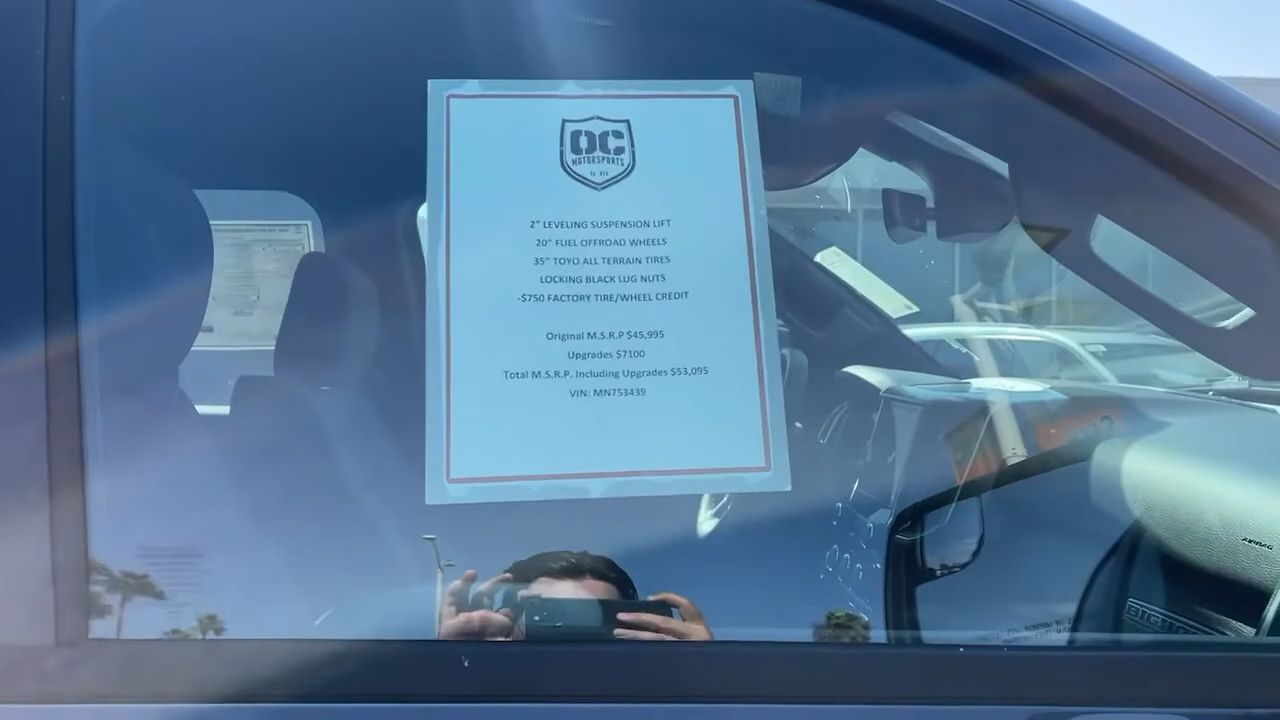 OC
MOTORSPORTS
2" LEVELING SUSPENSION LIFT
20" FUEL OFFROAD WHEELS
35" TOYO ALL TERRAIN TIRES
LOCKING BLACK LUG NUTS
-$750 FACTORY TIRE/WHEEL CREDIT
Original M.S.R.P $45,995
Upgrades $7100
Total M.S.R.P. Including Upgrades $53,095
VIN: MN753439
AIRBAG